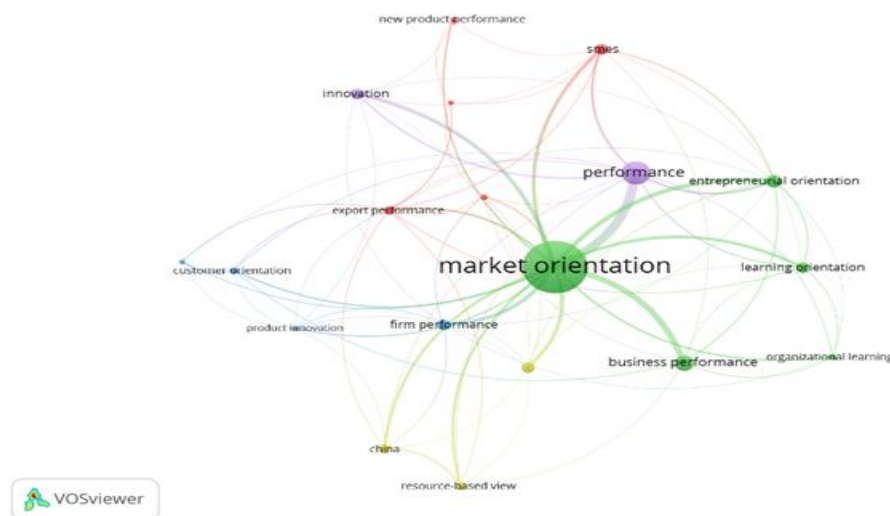 new product performance
smes
innovation
performance
entrepreneurial orientation
export performance
market orientation
learning orientation
customer orientation
product innovation
firm performance
organizational learning
business performance
china
resource-based view
VOSviewer